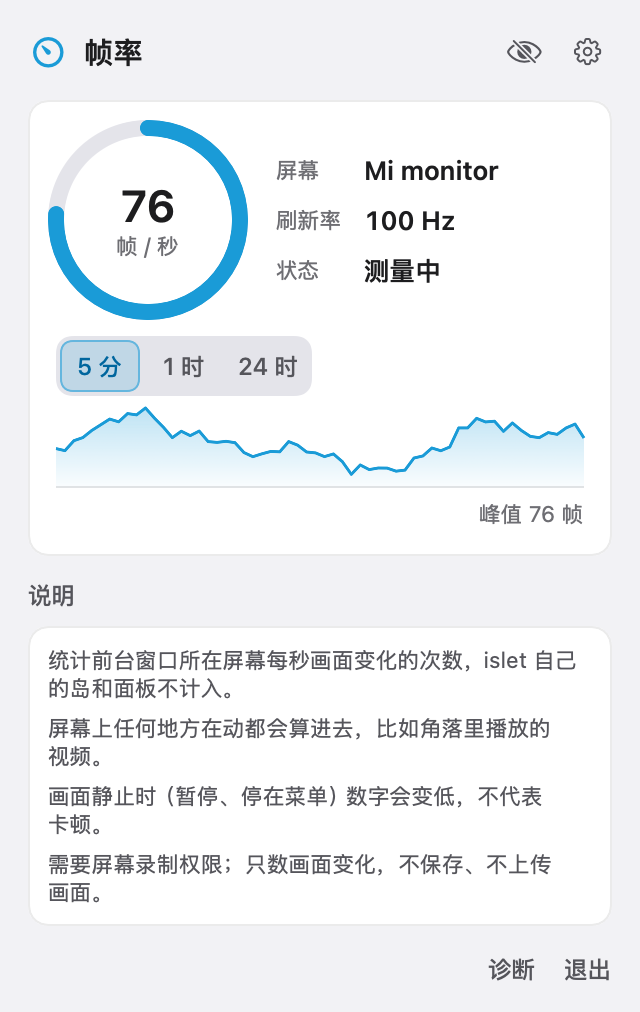 帧率
76
帧 / 秒
屏幕 Mi monitor
刷新率 100 Hz
状态 测量中
5 分 1 时 24 时
峰值 76 帧
说明
统计前台窗口所在屏幕每秒画面变化的次数，islet 自己
的岛和面板不计入。
屏幕上任何地方在动都会算进去，比如角落里播放的
视频。
画面静止时（暂停、停在菜单）数字会变低，不代表
卡顿。
需要屏幕录制权限；只数画面变化，不保存、不上传
画面。
诊断 退出